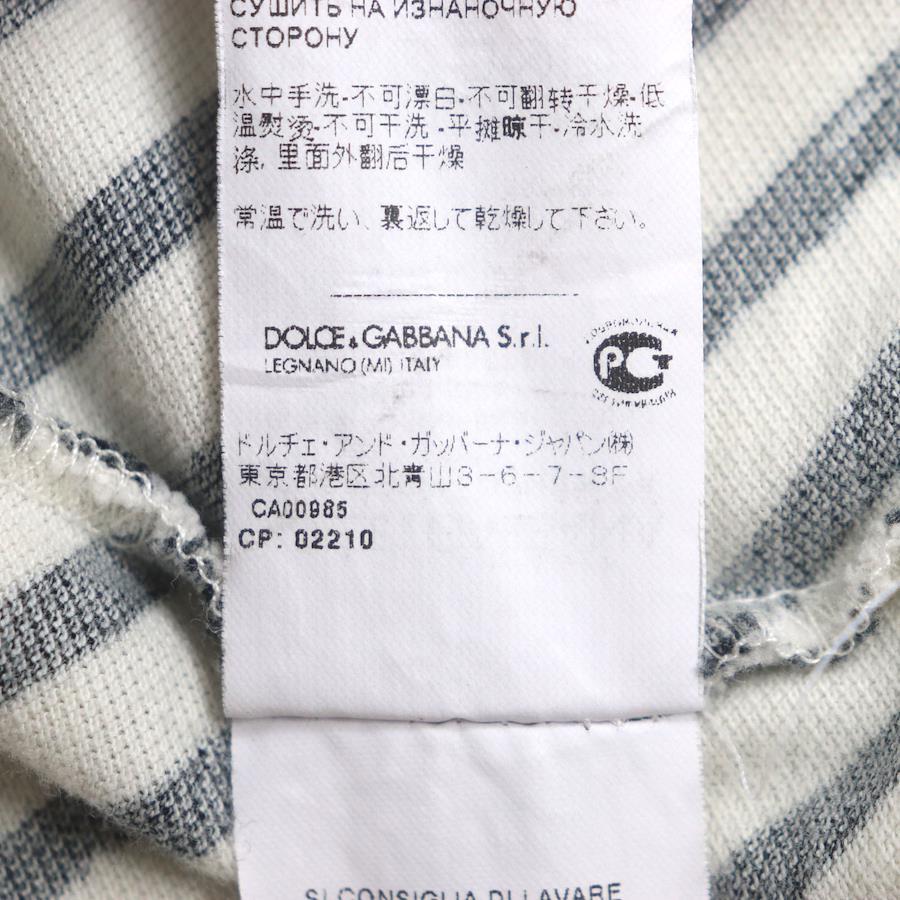 СУШИТЬ НА ИЗНАНОЧНУЮ
СТОРОНУ
水中手洗-不可漂白-不可翻转干燥-低
温熨烫-不可干洗-平摊晾干-冷水洗
涤, 里面外翻后干燥
常温で洗い、裏返して乾燥して下さい。
DOLCE & GABBANA S.r.l.
LEGNANO (MI) ITALY
ドルチェ・アンド・ガッバーナ・ジャパン㈱
東京都港区北青山3-6-7-9F
CA00985
CP: 02210
SI CONSIGLIA DI LAVARE